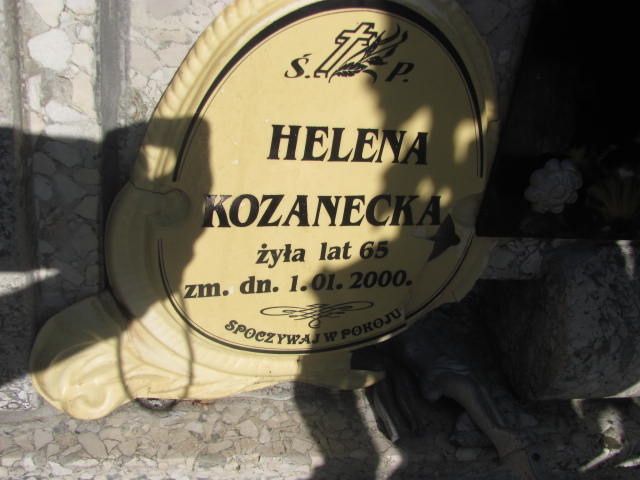 Ś. P.
HELENA
KOZANECKA
żyła lat 65
zm. dn. 1.01.2000.
SPOCZYWAJ W POKOJU